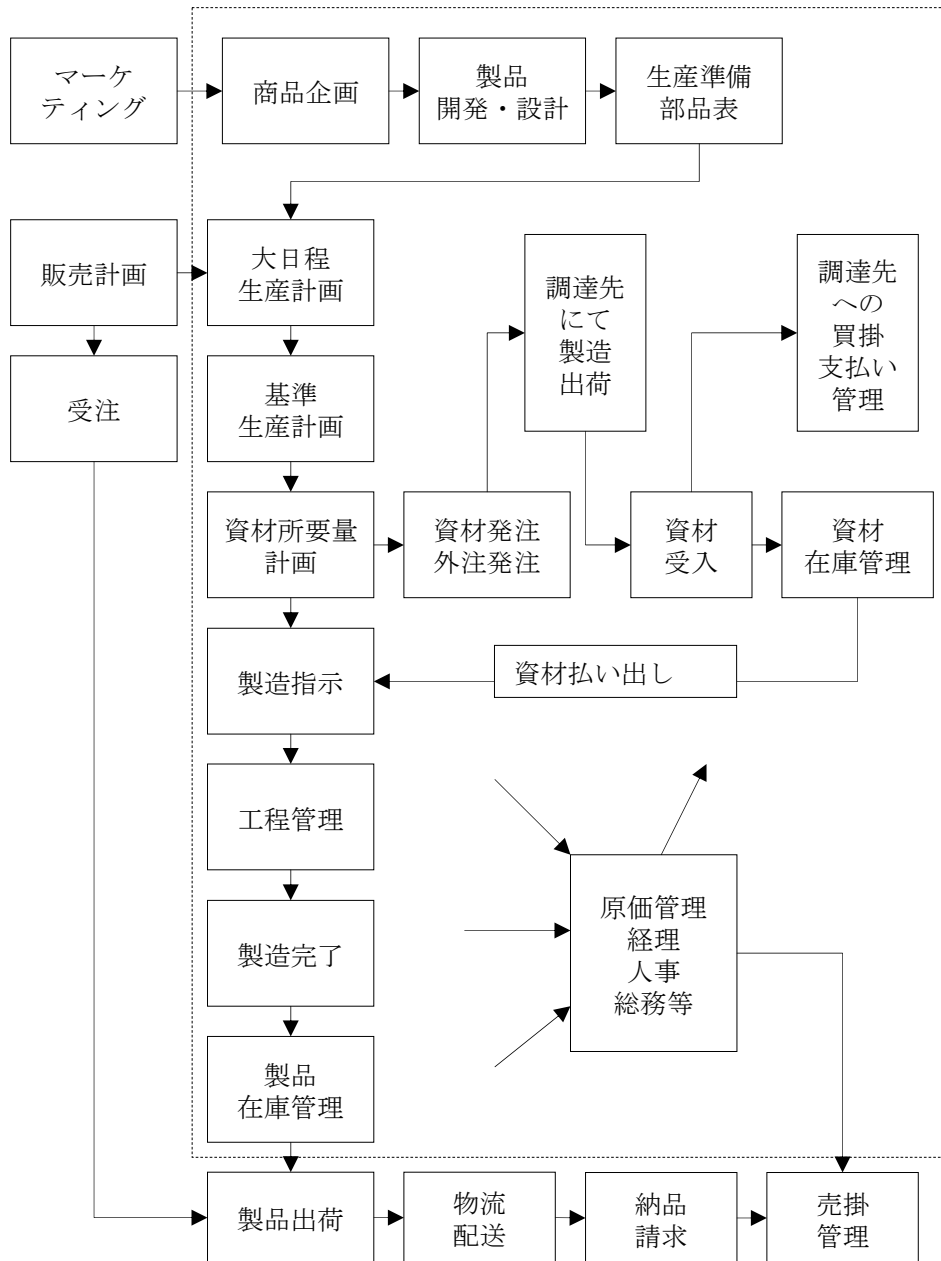 マーケ
ティング
商品企画
製品
開発・設計
生産準備
部品表
販売計画
大日程
生産計画
調達先
にて
製造
出荷
調達先
への
買掛
支払い
管理
受注
基準
生産計画
資材所要量
計画
資材発注
外注発注
資材
受入
資材
在庫管理
製造指示
資材払い出し
工程管理
原価管理
経理
人事
総務等
製造完了
製品
在庫管理
製品出荷
物流
配送
納品
請求
売掛
管理